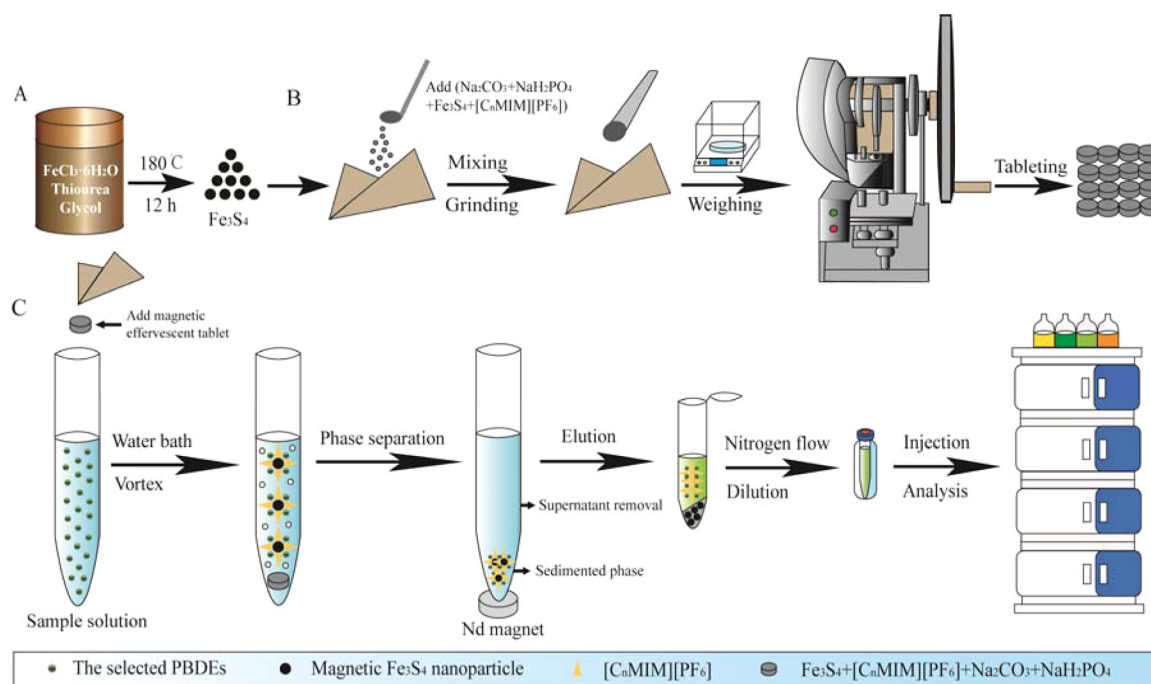 A
FeCl₃·6H₂O
Thiourea
Glycol
180℃
12 h
Fe₃S₄
B
Add (Na₂CO₃+NaH₂PO₄
+Fe₃S₄+[CnMIM][PF₆])
Mixing
Grinding
Weighing
Tableting
C
Add magnetic
effervescent tablet
Water bath
Vortex
Sample solution
Phase separation
Supernatant removal
Sedimented phase
Nd magnet
Elution
Nitrogen flow
Dilution
Injection
Analysis
The selected PBDEs
Magnetic Fe₃S₄ nanoparticle
[CnMIM][PF₆]
Fe₃S₄+[CnMIM][PF₆]+Na₂CO₃+NaH₂PO₄